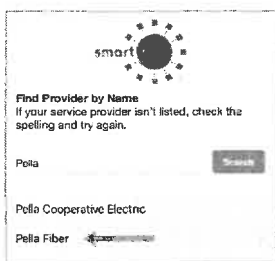 smart
Find Provider by Name
If your service provider isn't listed, check the
spelling and try again.
Pella
Search
Pella Cooperative Electric
Pella Fiber